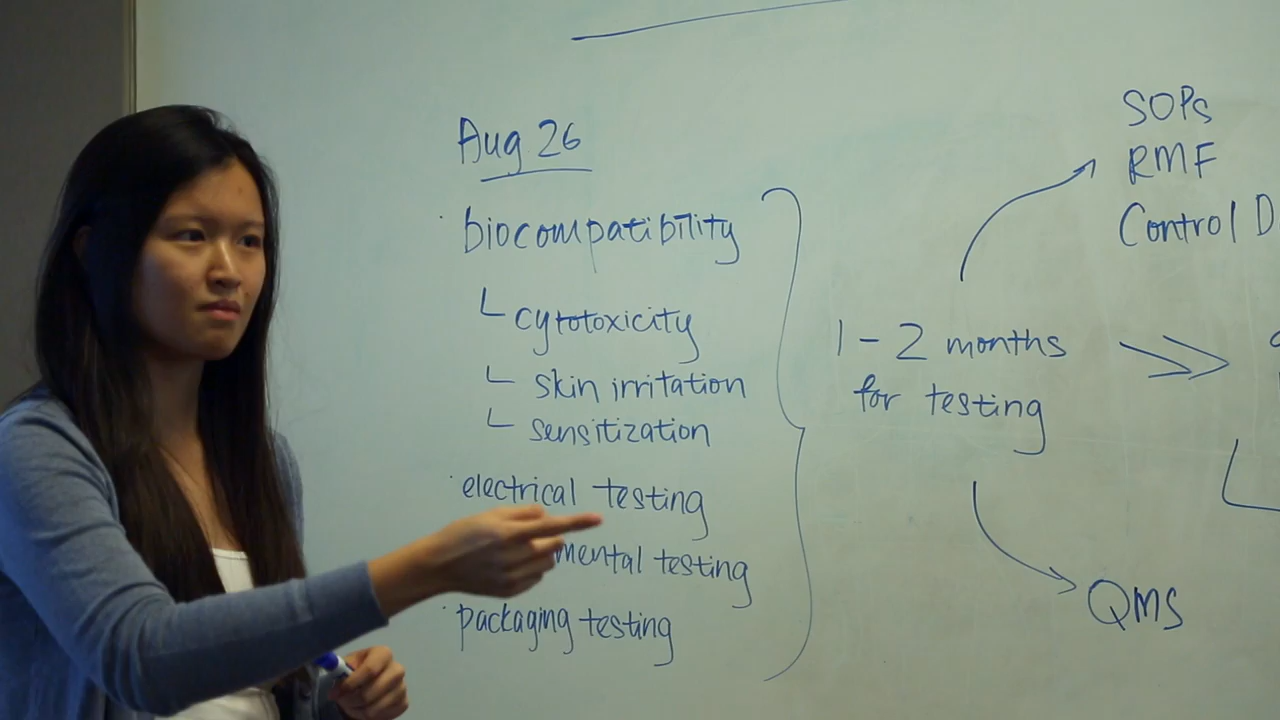 Aug 26
biocompatibility
cytotoxicity
skin irritation
sensitization
electrical testing
mental testing
packaging testing
1-2 months
for testing
SOPs
RMF
Control D
QMS